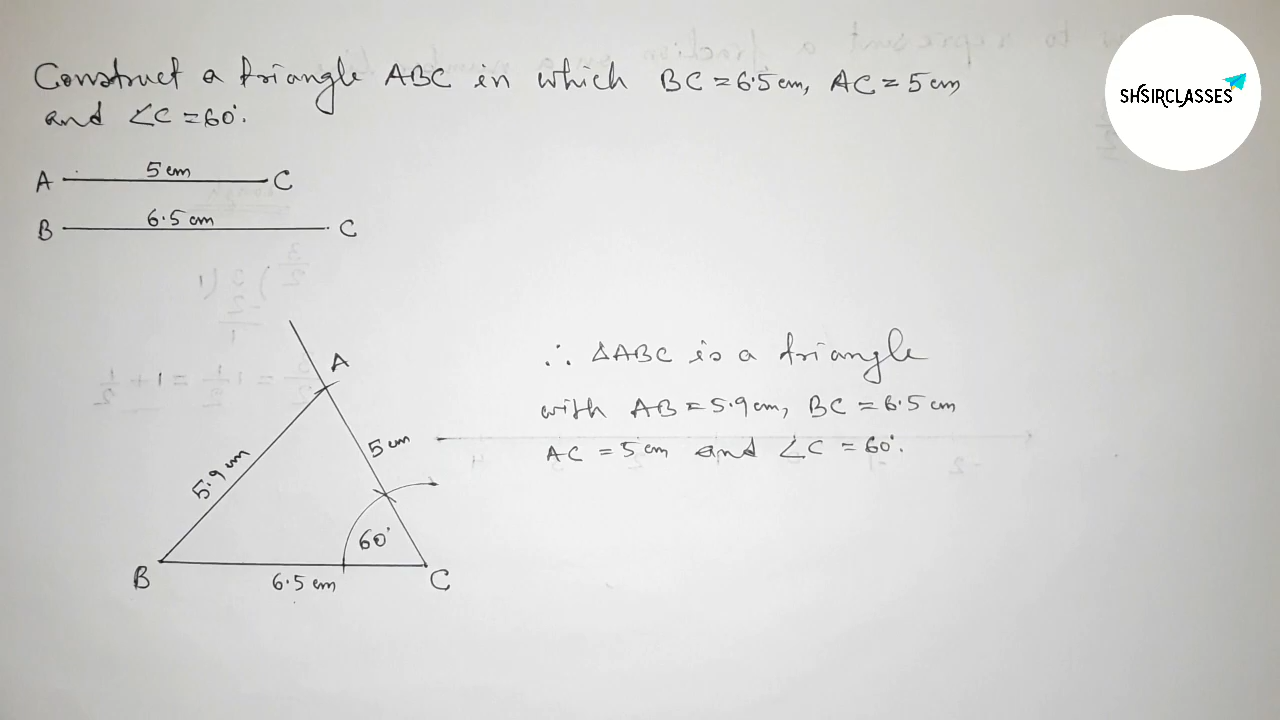 Construct a triangle ABC in which BC = 6.5 cm, AC = 5 cm
and ∠C = 60°.
SHSIRCLASSES
A 5 cm C
B 6.5 cm C
A
5.9 cm
5 cm
60°
B 6.5 cm C
∴ △ABC is a triangle
with AB = 5.9 cm, BC = 6.5 cm
AC = 5 cm and ∠C = 60°.